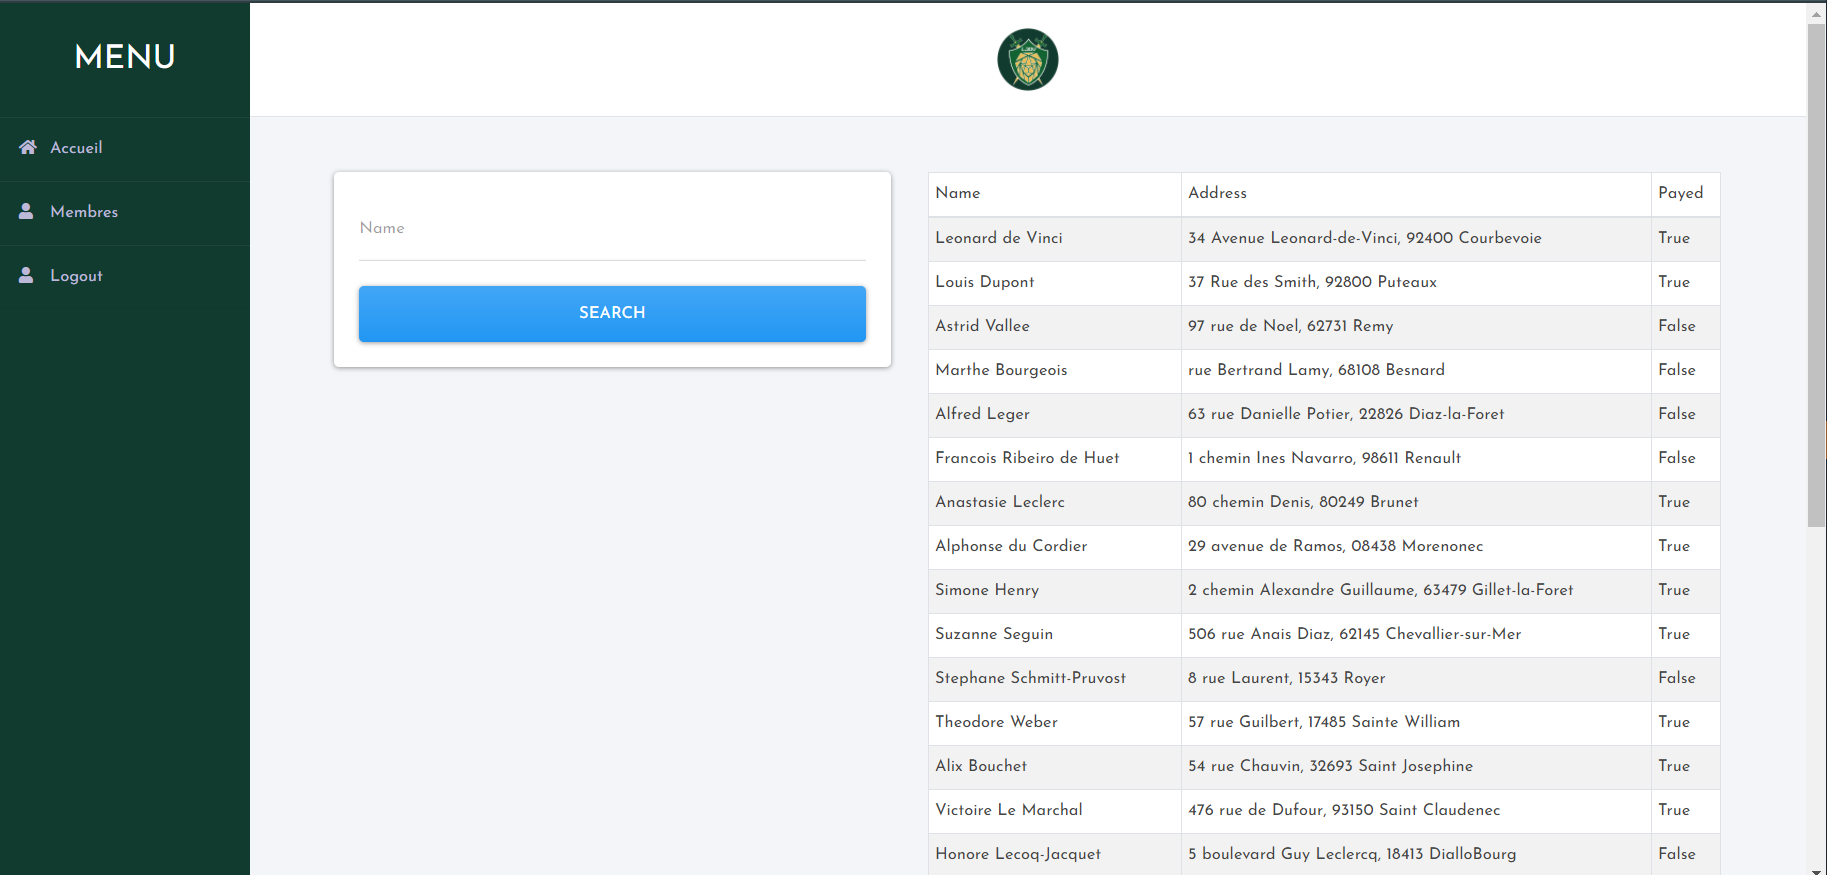 MENU
Accueil
Membres
Logout
Name
SEARCH
Name Address Payed
Leonard de Vinci 34 Avenue Leonard-de-Vinci, 92400 Courbevoie True
Louis Dupont 37 Rue des Smith, 92800 Puteaux True
Astrid Vallee 97 rue de Noel, 62731 Remy False
Marthe Bourgeois rue Bertrand Lamy, 68108 Besnard False
Alfred Leger 63 rue Danielle Potier, 22826 Diaz-la-Foret False
Francois Ribeiro de Huet 1 chemin Ines Navarro, 98611 Renault False
Anastasie Leclerc 80 chemin Denis, 80249 Brunet True
Alphonse du Cordier 29 avenue de Ramos, 08438 Morenonec True
Simone Henry 2 chemin Alexandre Guillaume, 63479 Gillet-la-Foret True
Suzanne Seguin 506 rue Anais Diaz, 62145 Chevallier-sur-Mer True
Stephane Schmitt-Pruvost 8 rue Laurent, 15343 Royer False
Theodore Weber 57 rue Guilbert, 17485 Sainte William True
Alix Bouchet 54 rue Chauvin, 32693 Saint Josephine True
Victoire Le Marchal 476 rue de Dufour, 93150 Saint Claudenec True
Honore Lecoq-Jacquet 5 boulevard Guy Leclercq, 18413 DialloBourg False